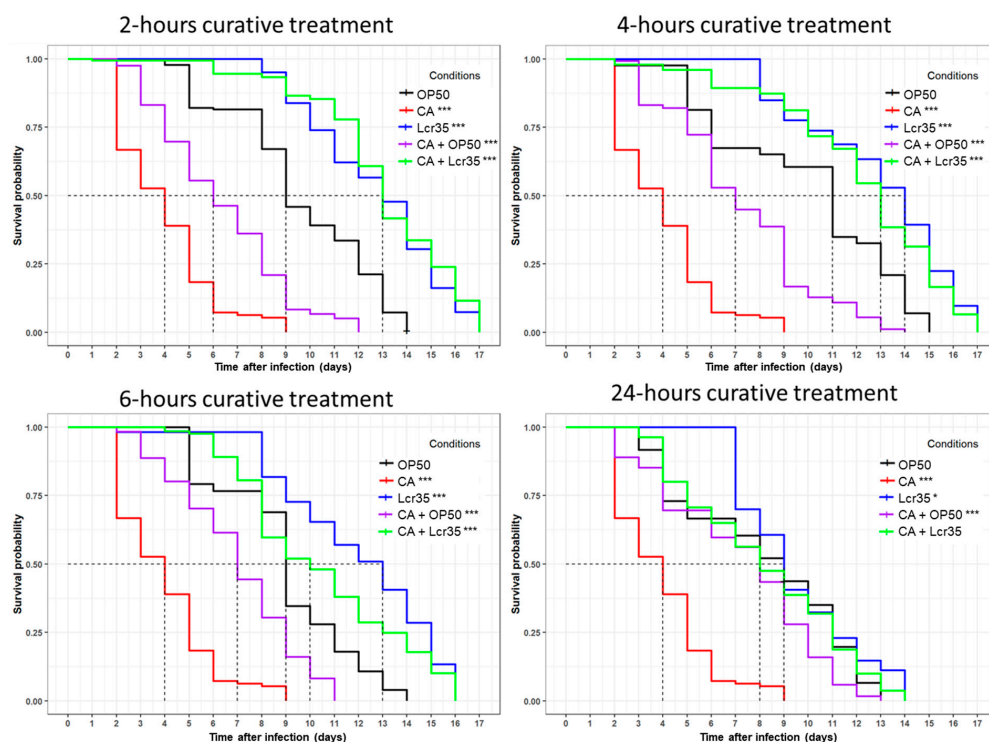 2-hours curative treatment
Survival probability
1.00
0.75
0.50
0.25
0.00
Conditions
OP50
CA ***
Lcr35 ***
CA + OP50 ***
CA + Lcr35 ***
0 1 2 3 4 5 6 7 8 9 10 11 12 13 14 15 16 17
Time after infection (days)
4-hours curative treatment
Survival probability
1.00
0.75
0.50
0.25
0.00
Conditions
OP50
CA ***
Lcr35 ***
CA + OP50 ***
CA + Lcr35 ***
0 1 2 3 4 5 6 7 8 9 10 11 12 13 14 15 16 17
Time after infection (days)
6-hours curative treatment
Survival probability
1.00
0.75
0.50
0.25
0.00
Conditions
OP50
CA ***
Lcr35 ***
CA + OP50 ***
CA + Lcr35 ***
0 1 2 3 4 5 6 7 8 9 10 11 12 13 14 15 16 17
Time after infection (days)
24-hours curative treatment
Survival probability
1.00
0.75
0.50
0.25
0.00
Conditions
OP50
CA ***
Lcr35 *
CA + OP50 ***
CA + Lcr35
0 1 2 3 4 5 6 7 8 9 10 11 12 13 14 15 16 17
Time after infection (days)